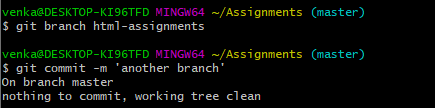 venka@DESKTOP-KI96TFD MINGW64 ~/Assignments (master)
$ git branch html-assignments
venka@DESKTOP-KI96TFD MINGW64 ~/Assignments (master)
$ git commit -m 'another branch'
On branch master
nothing to commit, working tree clean